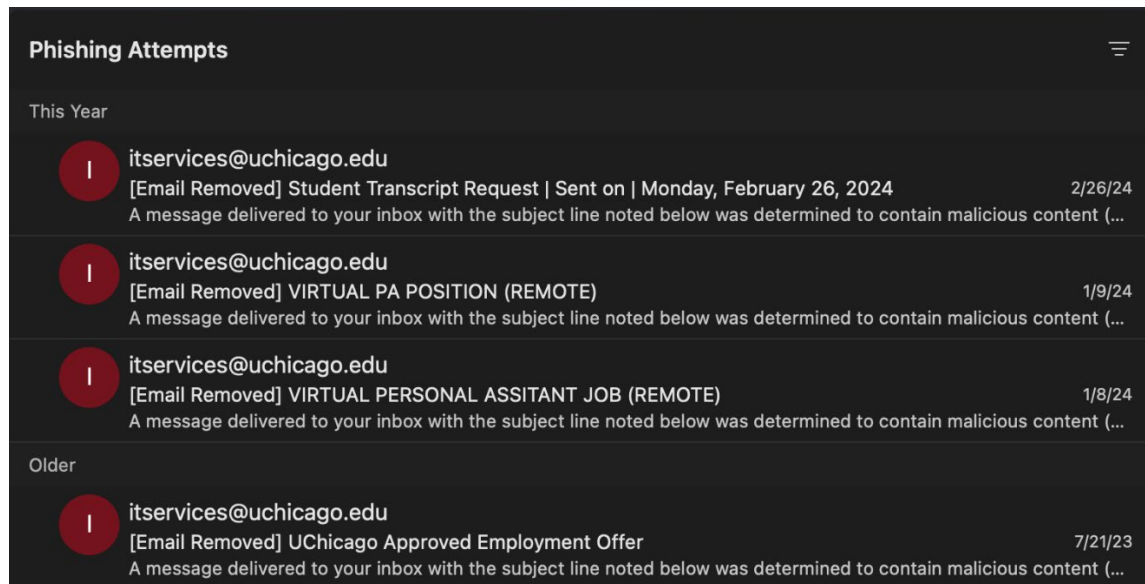 Phishing Attempts
This Year
I
itservices@uchicago.edu
[Email Removed] Student Transcript Request | Sent on | Monday, February 26, 2024 2/26/24
A message delivered to your inbox with the subject line noted below was determined to contain malicious content (...
I
itservices@uchicago.edu
[Email Removed] VIRTUAL PA POSITION (REMOTE) 1/9/24
A message delivered to your inbox with the subject line noted below was determined to contain malicious content (...
I
itservices@uchicago.edu
[Email Removed] VIRTUAL PERSONAL ASSITANT JOB (REMOTE) 1/8/24
A message delivered to your inbox with the subject line noted below was determined to contain malicious content (...
Older
I
itservices@uchicago.edu
[Email Removed] UChicago Approved Employment Offer 7/21/23
A message delivered to your inbox with the subject line noted below was determined to contain malicious content (...